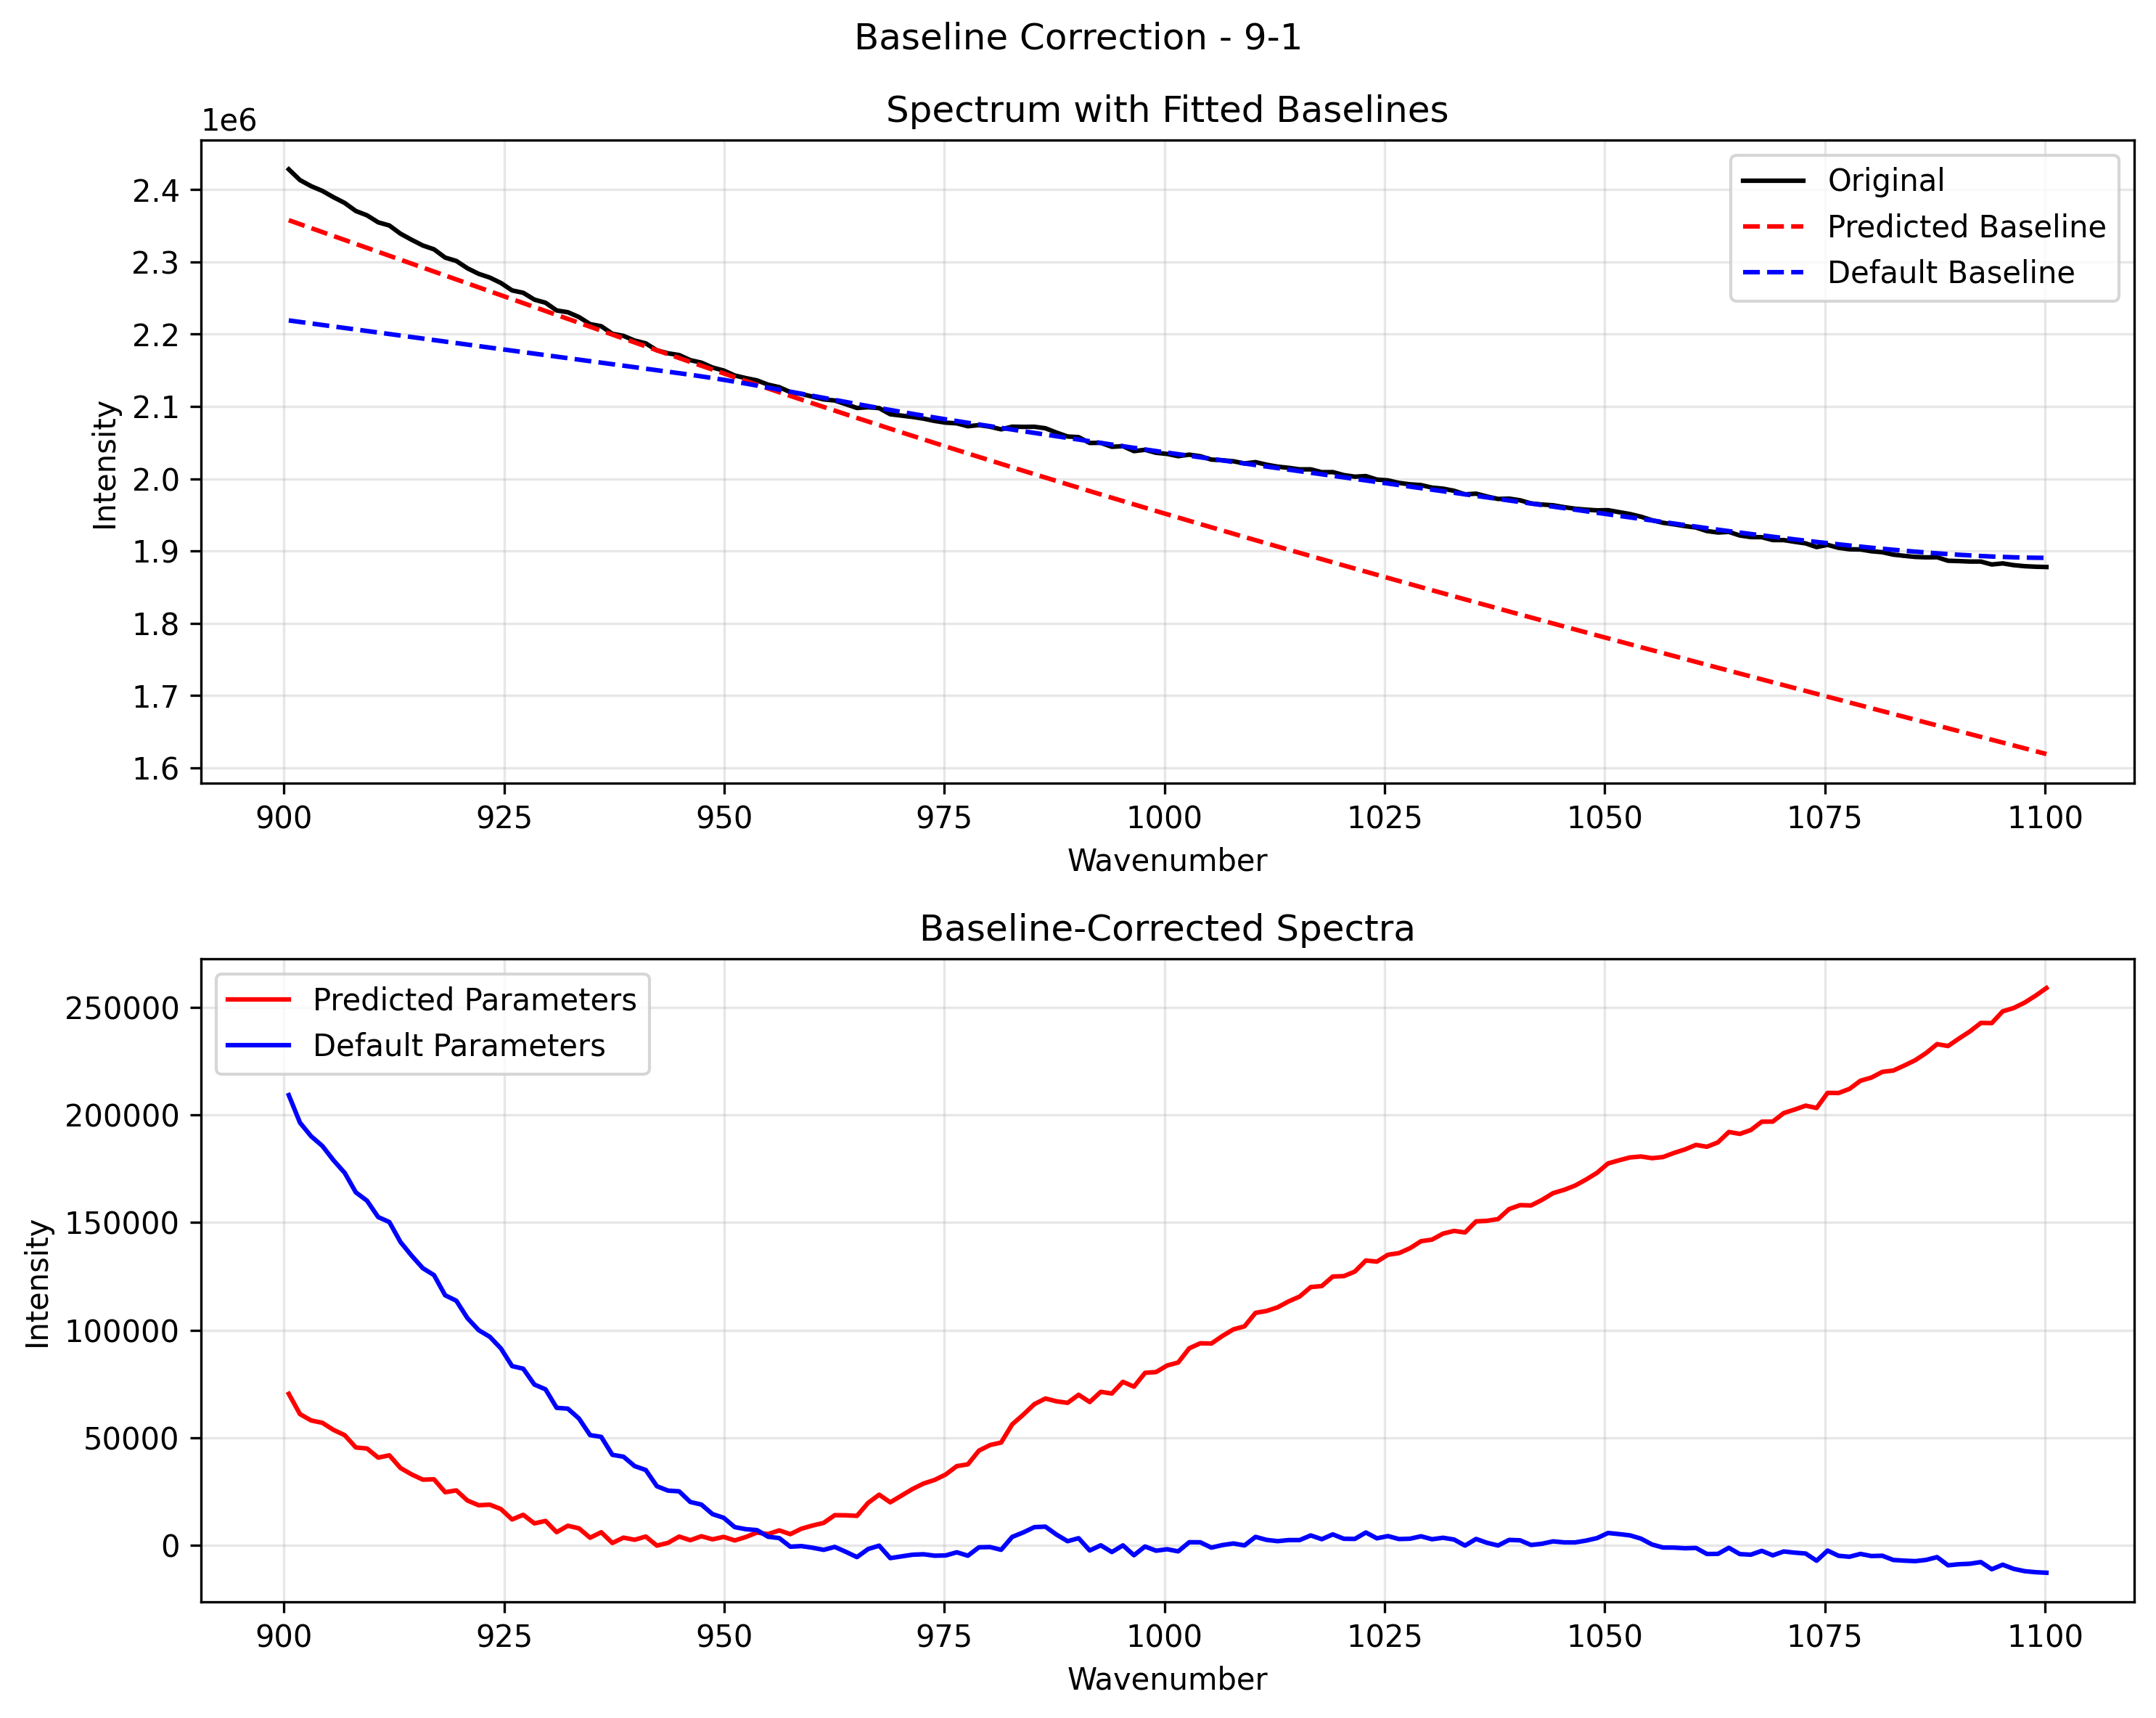 Baseline Correction - 9-1
Spectrum with Fitted Baselines
1e6
Original
Predicted Baseline
Default Baseline
2.4
2.3
2.2
2.1
2.0
1.9
1.8
1.7
1.6
Intensity
900 925 950 975 1000 1025 1050 1075 1100
Wavenumber
Baseline-Corrected Spectra
Predicted Parameters
Default Parameters
250000
200000
150000
100000
50000
0
Intensity
900 925 950 975 1000 1025 1050 1075 1100
Wavenumber